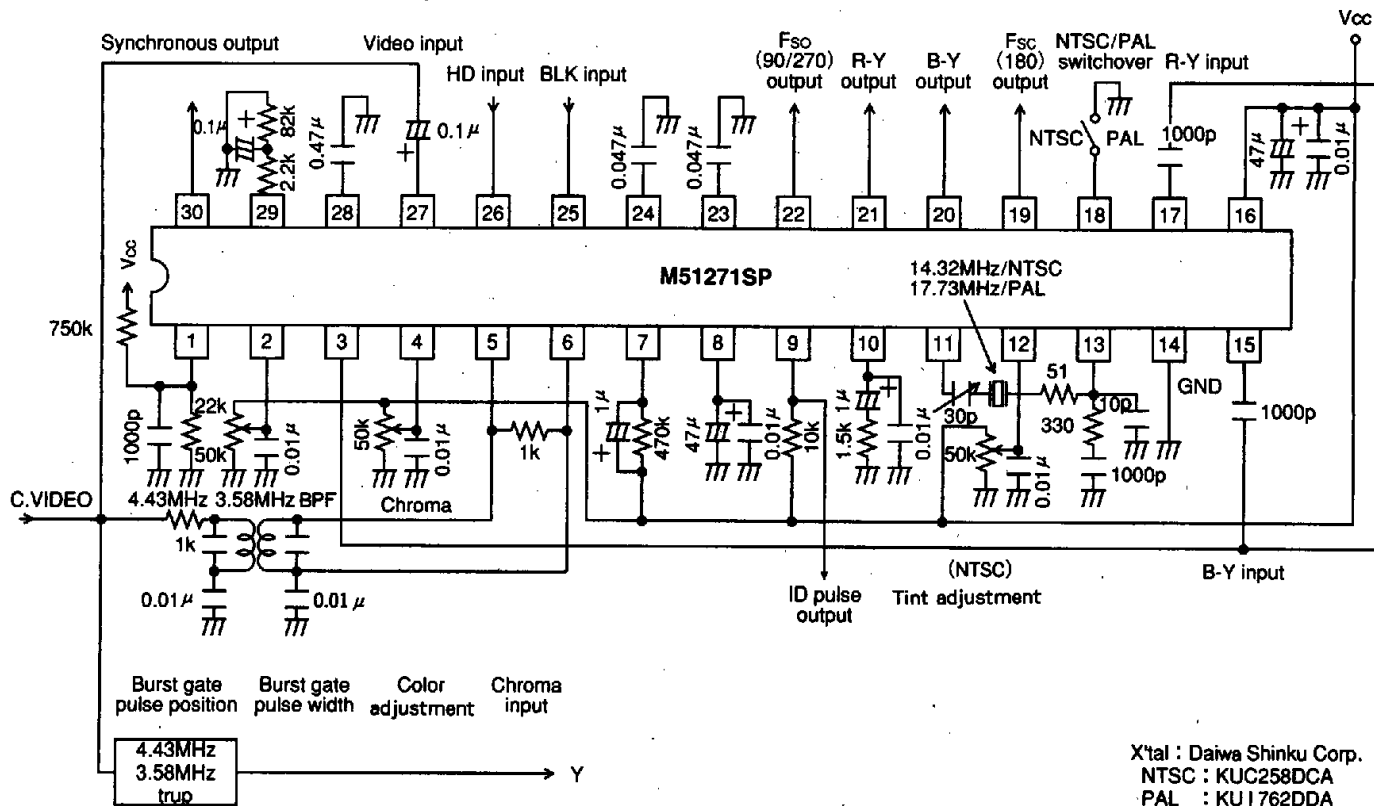 Vcc
Synchronous output
Video input
HD input
BLK input
Fso
(90/270)
output
R-Y
output
B-Y
output
Fsc
(180)
output
NTSC/PAL
switchover
R-Y input
0.1μ
+
82k
2.2k
0.47μ
+
0.1μ
0.047μ
0.047μ
NTSC
PAL
1000p
47μ
+
0.01μ
30
29
28
27
26
25
24
23
22
21
20
19
18
17
16
Vcc
750k
M51271SP
14.32MHz/NTSC
17.73MHz/PAL
1
2
3
4
5
6
7
8
9
10
11
12
13
14
15
1000p
22k
50k
0.01μ
50k
0.01μ
1k
1μ
+
470k
47μ
+
0.01μ
10k
1.5k
1μ
+
0.01μ
30p
50k
0.01μ
51
330
10p
1000p
GND
1000p
C.VIDEO
4.43MHz
3.58MHz BPF
Chroma
1k
0.01μ
0.01μ
ID pulse
output
(NTSC)
Tint adjustment
B-Y input
Burst gate
pulse position
Burst gate
pulse width
Color
adjustment
Chroma
input
4.43MHz
3.58MHz
trup
Y
X'tal : Daiwa Shinku Corp.
NTSC : KUC258DCA
PAL : KU1762DDA